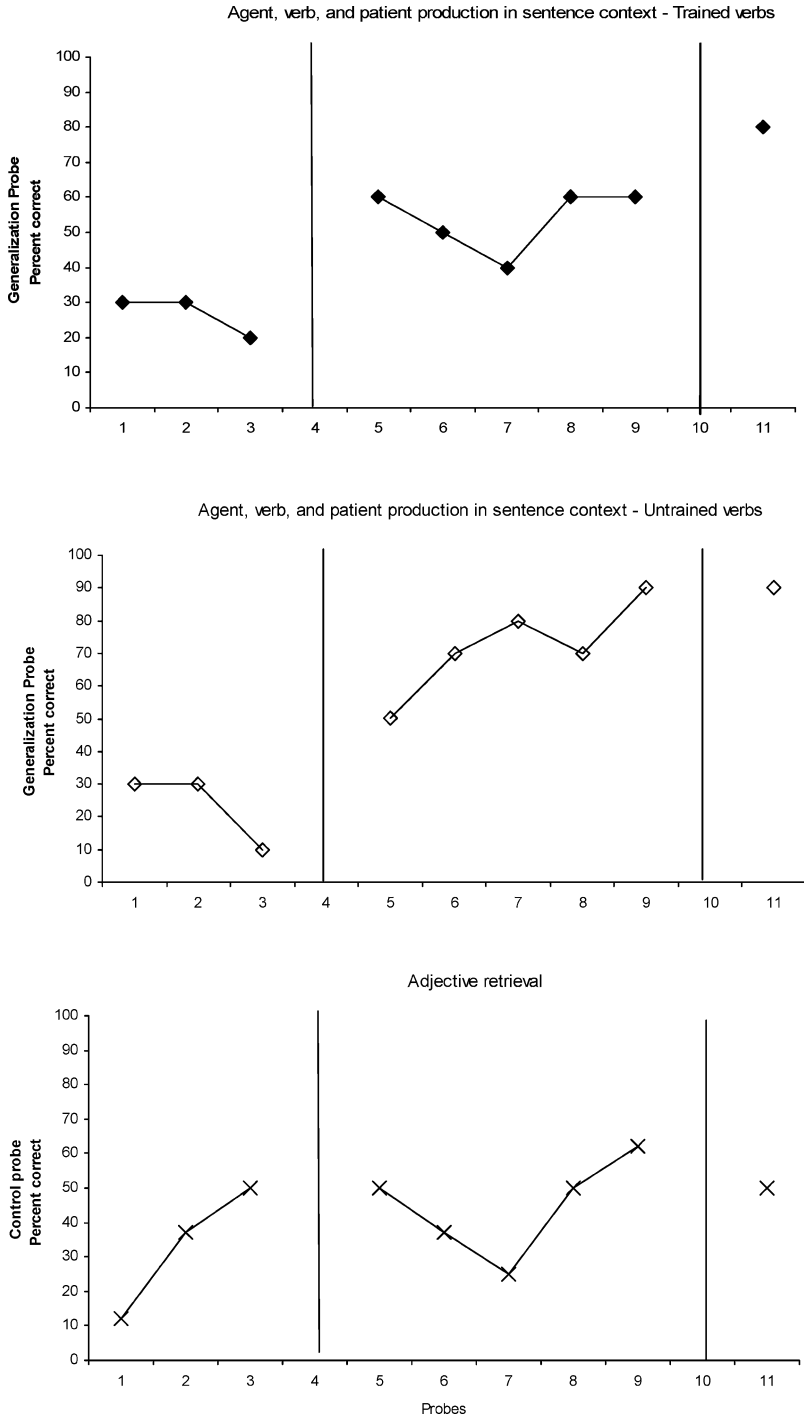 Agent, verb, and patient production in sentence context - Trained verbs
Generalization Probe
Percent correct
100
90
80
70
60
50
40
30
20
10
0
1 2 3 4 5 6 7 8 9 10 11
Agent, verb, and patient production in sentence context - Untrained verbs
Generalization Probe
Percent correct
100
90
80
70
60
50
40
30
20
10
0
1 2 3 4 5 6 7 8 9 10 11
Adjective retrieval
Control probe
Percent correct
100
90
80
70
60
50
40
30
20
10
0
1 2 3 4 5 6 7 8 9 10 11
Probes